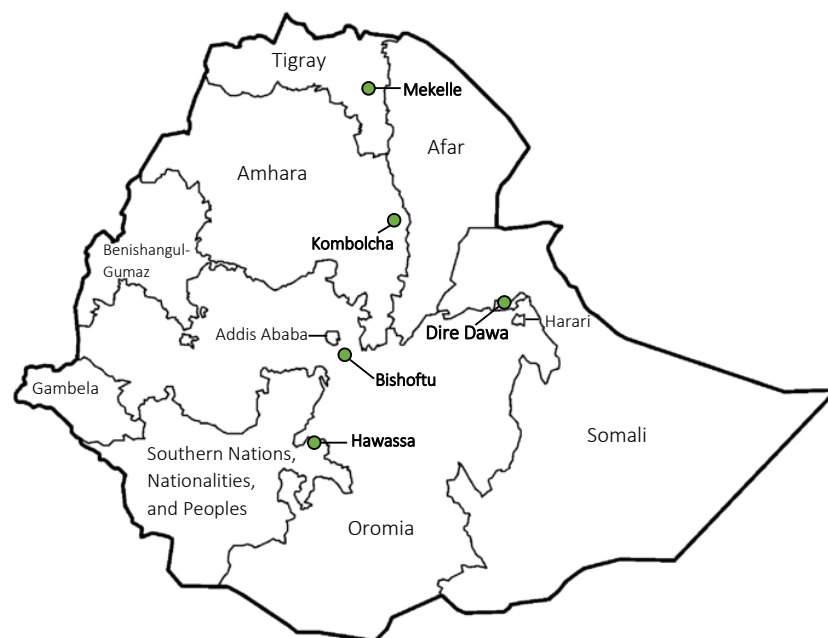 Tigray
Mekelle
Afar
Amhara
Kombolcha
Benishangul-
Gumaz
Addis Ababa
Dire Dawa
Harari
Bishoftu
Gambela
Hawassa
Somali
Southern Nations,
Nationalities,
and Peoples
Oromia